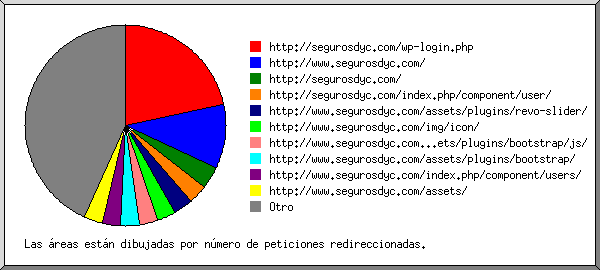 http://segurosdyc.com/wp-login.php
http://www.segurosdyc.com/
http://segurosdyc.com/
http://segurosdyc.com/index.php/component/user/
http://www.segurosdyc.com/assets/plugins/revo-slider/
http://www.segurosdyc.com/img/icon/
http://www.segurosdyc.com...ets/plugins/bootstrap/js/
http://www.segurosdyc.com/assets/plugins/bootstrap/
http://www.segurosdyc.com/index.php/component/users/
http://www.segurosdyc.com/assets/
Otro
Las áreas están dibujadas por número de peticiones redireccionadas.